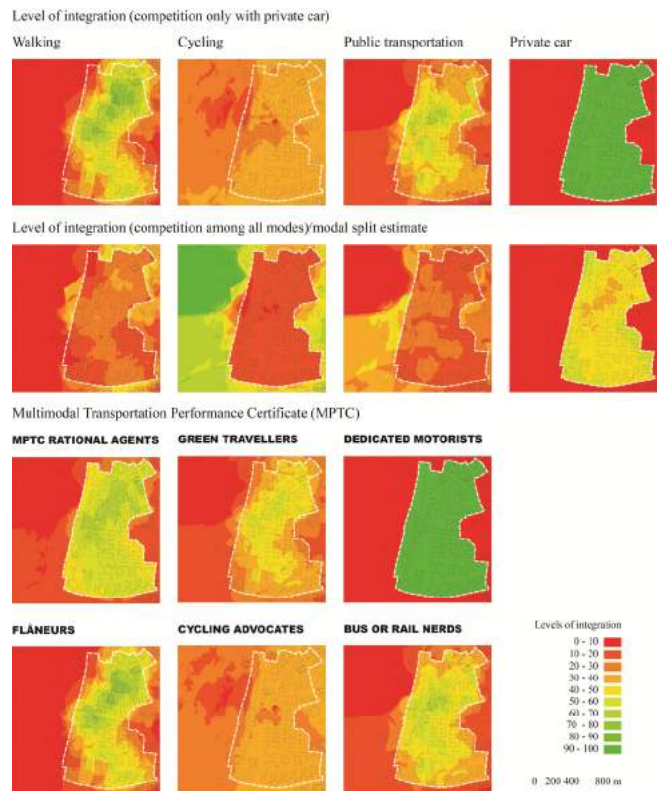 Level of integration (competition only with private car)
Walking Cycling Public transportation Private car
Level of integration (competition among all modes)/modal split estimate
Multimodal Transportation Performance Certificate (MPTC)
MPTC RATIONAL AGENTS GREEN TRAVELLERS DEDICATED MOTORISTS
FLÂNEURS CYCLING ADVOCATES BUS OR RAIL NERDS
Levels of integration
0 - 10
10 - 20
20 - 30
30 - 40
40 - 50
50 - 60
60 - 70
70 - 80
80 - 90
90 - 100
0 200 400 800 m